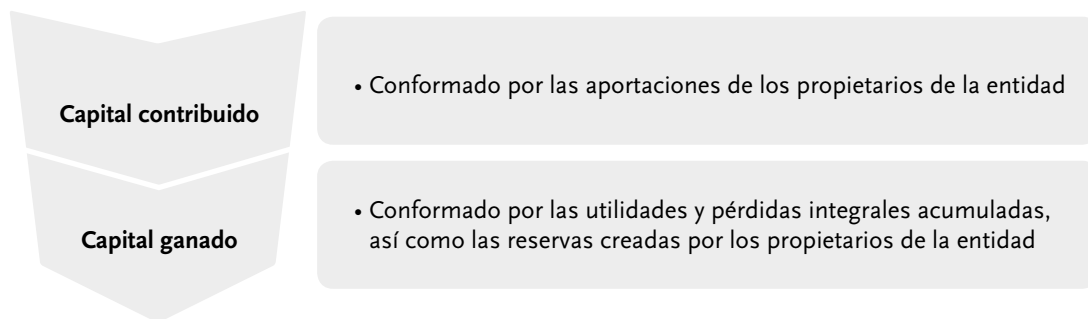 Capital contribuido
• Conformado por las aportaciones de los propietarios de la entidad
Capital ganado
• Conformado por las utilidades y pérdidas integrales acumuladas,
así como las reservas creadas por los propietarios de la entidad